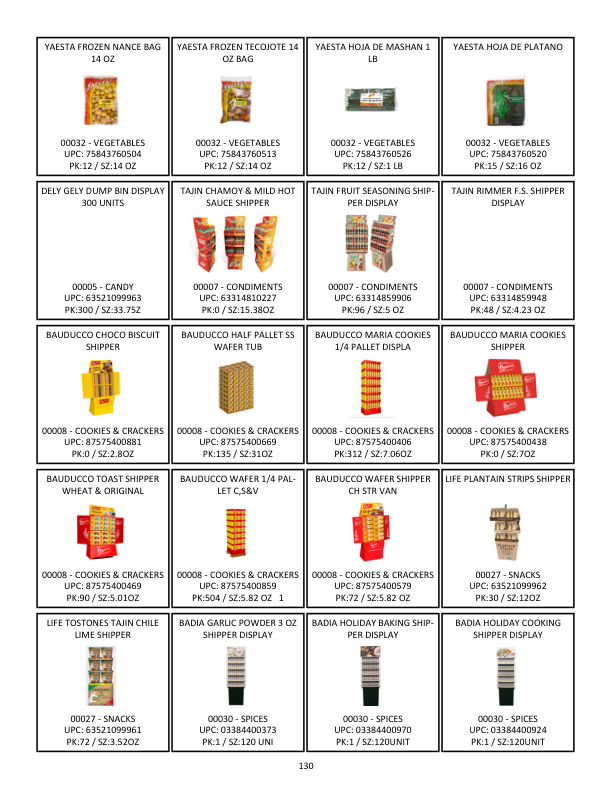 YAESTA FROZEN NANCE BAG
14 OZ
00032 - VEGETABLES
UPC: 75843760504
PK:12 / SZ:14 OZ
YAESTA FROZEN TECOJOTE 14
OZ BAG
00032 - VEGETABLES
UPC: 75843760513
PK:12 / SZ:14 OZ
YAESTA HOJA DE MASHAN 1
LB
00032 - VEGETABLES
UPC: 75843760526
PK:12 / SZ:1 LB
YAESTA HOJA DE PLATANO
00032 - VEGETABLES
UPC: 75843760520
PK:15 / SZ:16 OZ
DELY GELY DUMP BIN DISPLAY
300 UNITS
00005 - CANDY
UPC: 63521099963
PK:300 / SZ:33.75Z
TAJIN CHAMOY & MILD HOT
SAUCE SHIPPER
00007 - CONDIMENTS
UPC: 63314810227
PK:0 / SZ:15.38OZ
TAJIN FRUIT SEASONING SHIP-
PER DISPLAY
00007 - CONDIMENTS
UPC: 63314859906
PK:96 / SZ:5 OZ
TAJIN RIMMER F.S. SHIPPER
DISPLAY
00007 - CONDIMENTS
UPC: 63314859948
PK:48 / SZ:4.23 OZ
BAUDUCCO CHOCO BISCUIT
SHIPPER
00008 - COOKIES & CRACKERS
UPC: 87575400881
PK:0 / SZ:2.8OZ
BAUDUCCO HALF PALLET SS
WAFER TUB
00008 - COOKIES & CRACKERS
UPC: 87575400669
PK:135 / SZ:31OZ
BAUDUCCO MARIA COOKIES
1/4 PALLET DISPLA
00008 - COOKIES & CRACKERS
UPC: 87575400406
PK:312 / SZ:7.06OZ
BAUDUCCO MARIA COOKIES
SHIPPER
00008 - COOKIES & CRACKERS
UPC: 87575400438
PK:0 / SZ:7OZ
BAUDUCCO TOAST SHIPPER
WHEAT & ORIGINAL
00008 - COOKIES & CRACKERS
UPC: 87575400469
PK:90 / SZ:5.01OZ
BAUDUCCO WAFER 1/4 PAL-
LET C,S&V
00008 - COOKIES & CRACKERS
UPC: 87575400859
PK:504 / SZ:5.82 OZ 1
BAUDUCCO WAFER SHIPPER
CH STR VAN
00008 - COOKIES & CRACKERS
UPC: 87575400579
PK:72 / SZ:5.82 OZ
LIFE PLANTAIN STRIPS SHIPPER
00027 - SNACKS
UPC: 63521099962
PK:30 / SZ:12OZ
LIFE TOSTONES TAJIN CHILE
LIME SHIPPER
00027 - SNACKS
UPC: 63521099961
PK:72 / SZ:3.52OZ
BADIA GARLIC POWDER 3 OZ
SHIPPER DISPLAY
00030 - SPICES
UPC: 03384400373
PK:1 / SZ:120 UNI
BADIA HOLIDAY BAKING SHIP-
PER DISPLAY
00030 - SPICES
UPC: 03384400970
PK:1 / SZ:120UNIT
BADIA HOLIDAY COOKING
SHIPPER DISPLAY
00030 - SPICES
UPC: 03384400924
PK:1 / SZ:120UNIT
130